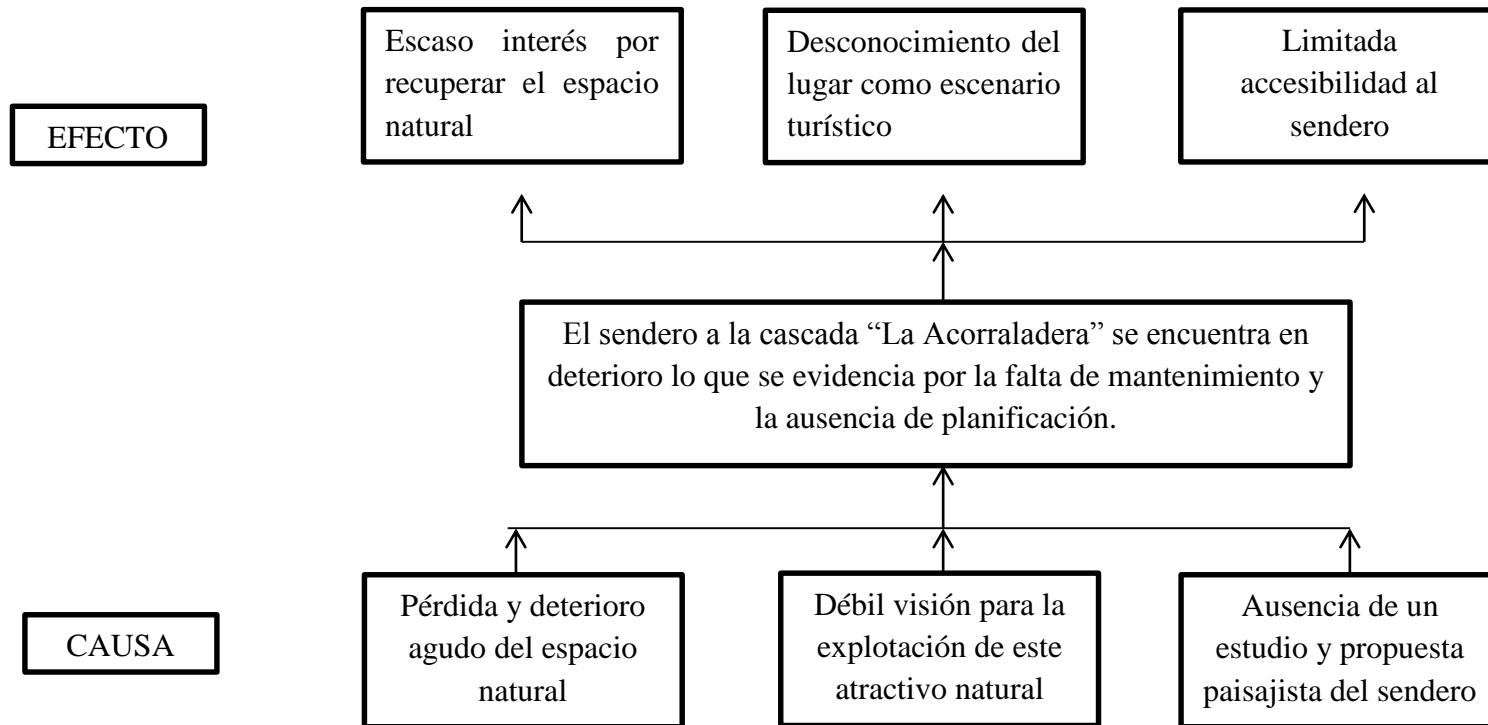 Escaso interés por
recuperar el espacio
natural
Desconocimiento del
lugar como escenario
turístico
Limitada
accesibilidad al
sendero
EFECTO
El sendero a la cascada “La Acorraladera” se encuentra en
deterioro lo que se evidencia por la falta de mantenimiento y
la ausencia de planificación.
Pérdida y deterioro
agudo del espacio
natural
Débil visión para la
explotación de este
atractivo natural
Ausencia de un
estudio y propuesta
paisajista del sendero
CAUSA